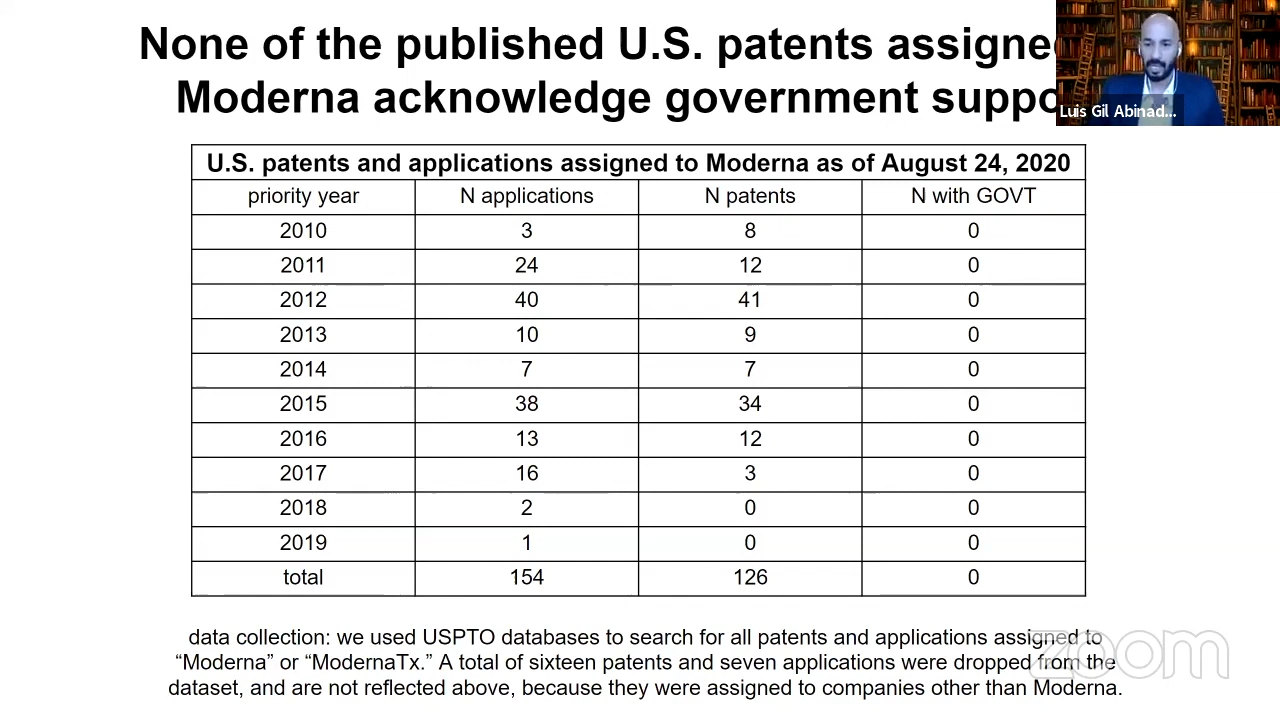 None of the published U.S. patents assigne
Moderna acknowledge government suppo
Luis Gil Abinad...
U.S. patents and applications assigned to Moderna as of August 24, 2020
priority year N applications N patents N with GOVT
2010 3 8 0
2011 24 12 0
2012 40 41 0
2013 10 9 0
2014 7 7 0
2015 38 34 0
2016 13 12 0
2017 16 3 0
2018 2 0 0
2019 1 0 0
total 154 126 0
data collection: we used USPTO databases to search for all patents and applications assigned to
“Moderna” or “ModernaTx.” A total of sixteen patents and seven applications were dropped from the
dataset, and are not reflected above, because they were assigned to companies other than Moderna.
zoom